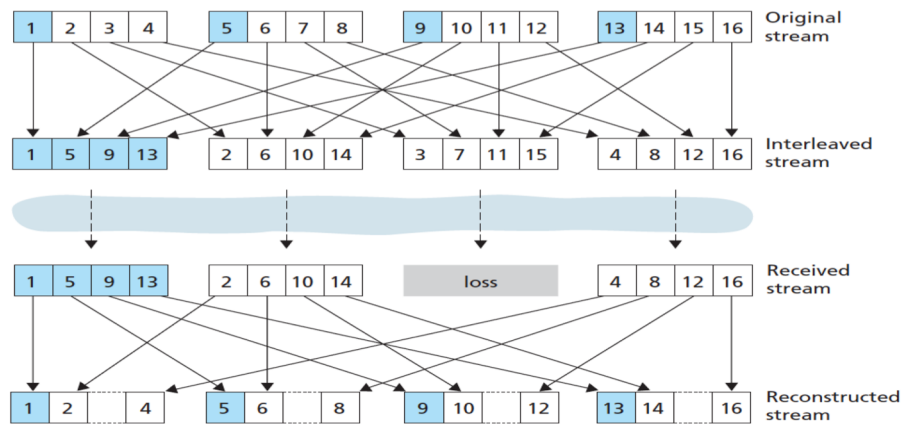 1 2 3 4 5 6 7 8 9 10 11 12 13 14 15 16 Original
stream
1 5 9 13 2 6 10 14 3 7 11 15 4 8 12 16 Interleaved
stream
1 5 9 13 2 6 10 14 loss 4 8 12 16 Received
stream
1 2 4 5 6 8 9 10 12 13 14 16 Reconstructed
stream